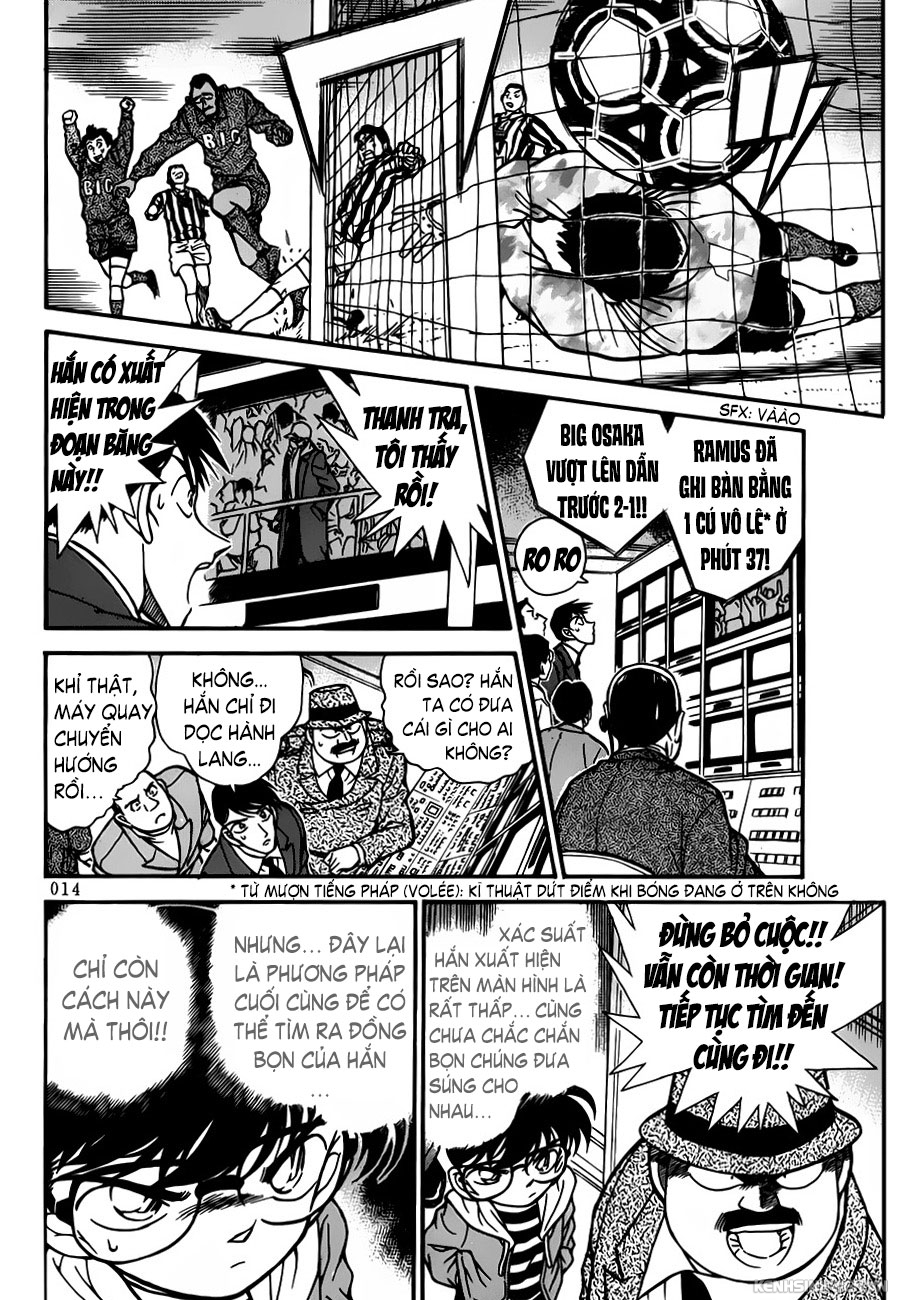 BIG
BIG
SFX: VÀÀO
RAMUS ĐÃ
GHI BÀN BẰNG
1 CÚ VÔ LÊ* Ở
PHÚT 37!
BIG OSAKA
VƯỢT LÊN DẪN
TRƯỚC 2-1!!
RO RO
THANH TRA,
TÔI THẤY
RỒI!
HẮN CÓ XUẤT
HIỆN TRONG
ĐOẠN BĂNG
NÀY!!
RỒI SAO? HẮN
TA CÓ ĐƯA
CÁI GÌ CHO AI
KHÔNG?
KHÔNG...
HẮN CHỈ ĐI
DỌC HÀNH
LANG...
KHỈ THẬT,
MÁY QUAY
CHUYỂN
HƯỚNG
RỒI...
014
* TỪ MƯỢN TIẾNG PHÁP (VOLÉE): KĨ THUẬT DỨT ĐIỂM KHI BÓNG ĐANG Ở TRÊN KHÔNG
ĐỪNG BỎ CUỘC!!
VẪN CÒN THỜI GIAN!
TIẾP TỤC TÌM ĐẾN
CÙNG ĐI!!
XÁC SUẤT
HẮN XUẤT HIỆN
TRÊN MÀN HÌNH LÀ
RẤT THẤP... CŨNG
CHƯA CHẮC CHẮN
BỌN CHÚNG ĐƯA
SÚNG CHO
NHAU...
NHƯNG... ĐÂY LẠI
LÀ PHƯƠNG PHÁP
CUỐI CÙNG ĐỂ CÓ
THỂ TÌM RA ĐỒNG
BỌN CỦA HẮN
...
CHỈ CÒN
CÁCH NÀY
MÀ THÔI!!